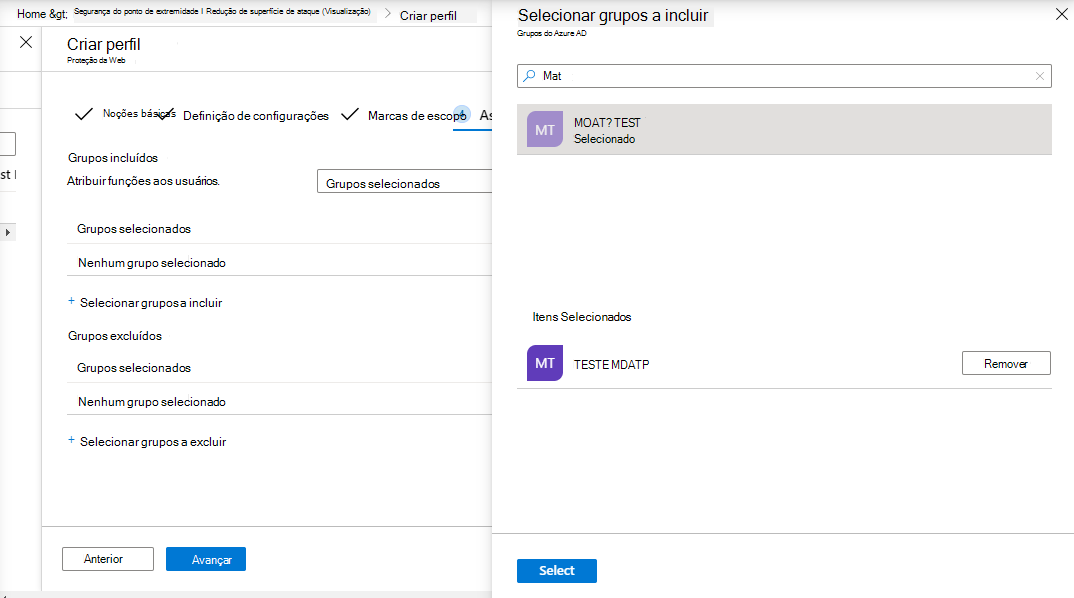 Home &gt; Segurança do ponto de extremidade I Redução de superfície de ataque (Visualização) > Criar perfil
Criar perfil
Proteção da Web
Noções básicas
Definição de configurações
Marcas de escopo
4
As
st I
Grupos incluídos
Atribuir funções aos usuários.
Grupos selecionados
Grupos selecionados
Nenhum grupo selecionado
+ Selecionar grupos a incluir
Grupos excluídos
Grupos selecionados
Nenhum grupo selecionado
+ Selecionar grupos a excluir
Anterior
Avançar
Selecionar grupos a incluir
Grupos do Azure AD
Mat
MT
MOAT? TEST
Selecionado
Itens Selecionados
MT
TESTE MDATP
Remover
Select